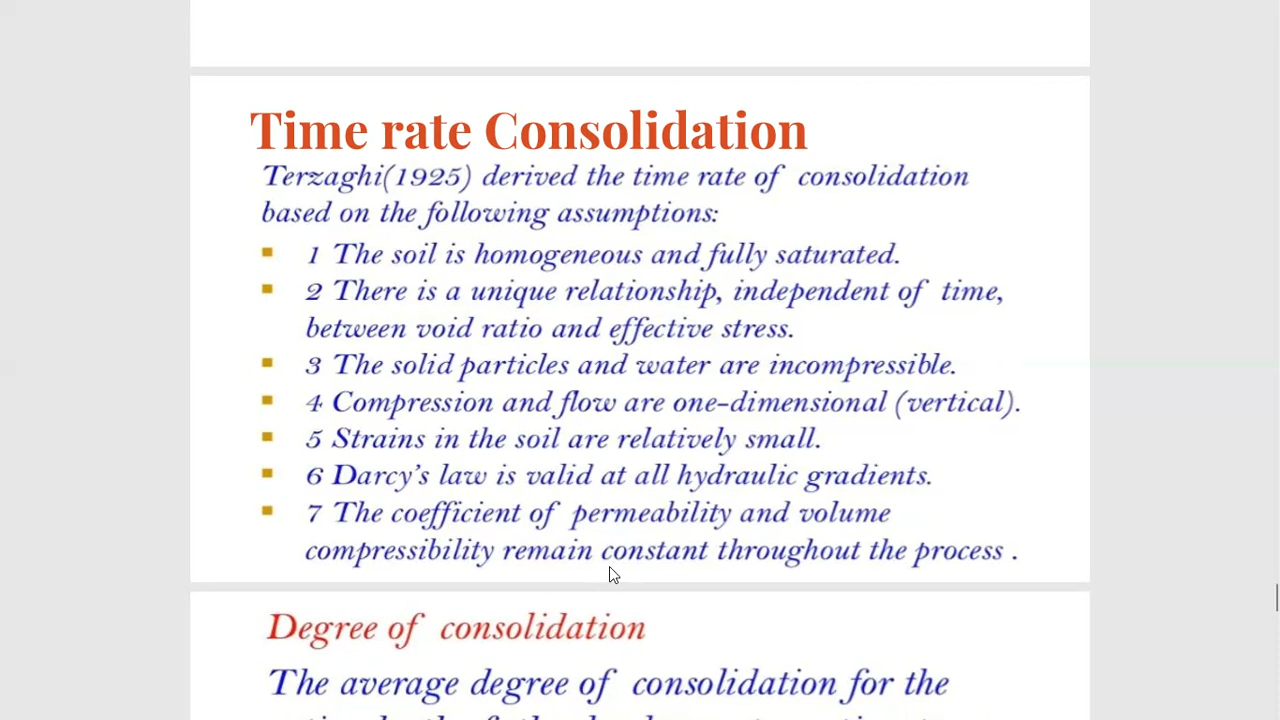 Time rate Consolidation
Terzaghi(1925) derived the time rate of consolidation
based on the following assumptions:
1 The soil is homogeneous and fully saturated.
2 There is a unique relationship, independent of time,
between void ratio and effective stress.
3 The solid particles and water are incompressible.
4 Compression and flow are one-dimensional (vertical).
5 Strains in the soil are relatively small.
6 Darcy's law is valid at all hydraulic gradients.
7 The coefficient of permeability and volume
compressibility remain constant throughout the process .
Degree of consolidation
The average degree of consolidation for the